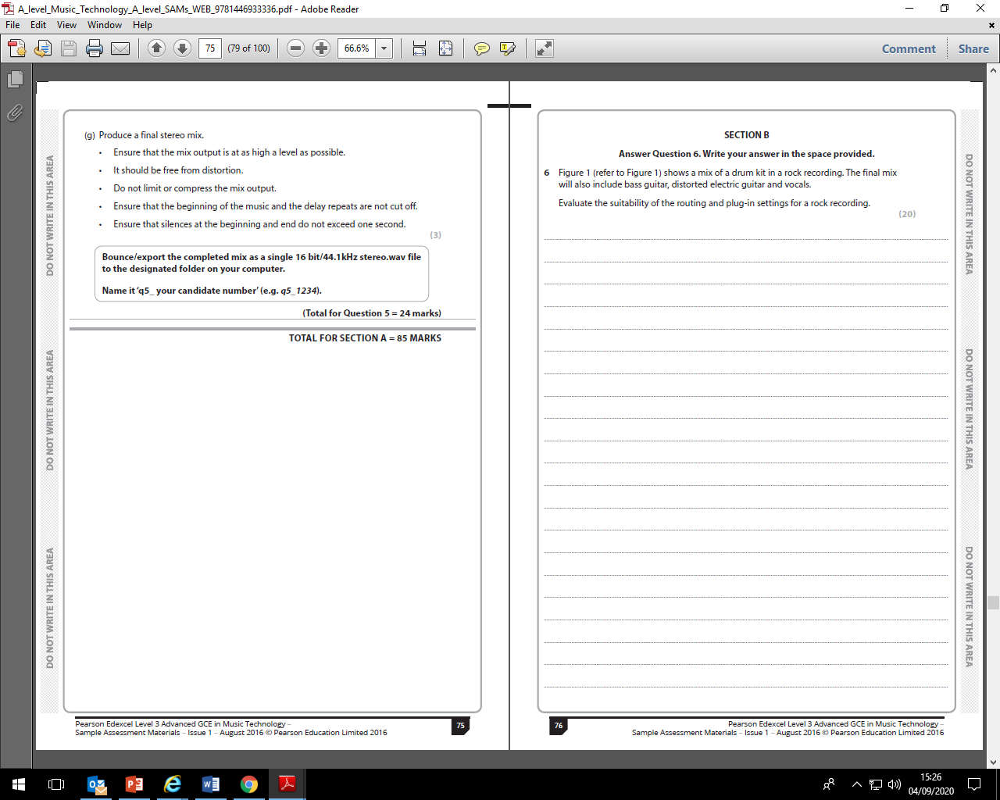 A_level_Music_Technology_A_level_SAMs_WEB_9781446933336.pdf - Adobe Reader
File Edit View Window Help
75 (79 of 100) 66.6% Comment Share
(g) Produce a final stereo mix.
• Ensure that the mix output is at as high a level as possible.
• It should be free from distortion.
• Do not limit or compress the mix output.
• Ensure that the beginning of the music and the delay repeats are not cut off.
• Ensure that silences at the beginning and end do not exceed one second.
(3)
Bounce/export the completed mix as a single 16 bit/44.1kHz stereo.wav file
to the designated folder on your computer.
Name it ‘q5_ your candidate number’ (e.g. q5_1234).
(Total for Question 5 = 24 marks)
TOTAL FOR SECTION A = 85 MARKS
DO NOT WRITE IN THIS AREA
DO NOT WRITE IN THIS AREA
DO NOT WRITE IN THIS AREA
Pearson Edexcel Level 3 Advanced GCE in Music Technology –
Sample Assessment Materials – Issue 1 – August 2016 © Pearson Education Limited 2016
75
SECTION B
Answer Question 6. Write your answer in the space provided.
6 Figure 1 (refer to Figure 1) shows a mix of a drum kit in a rock recording. The final mix
will also include bass guitar, distorted electric guitar and vocals.
Evaluate the suitability of the routing and plug-in settings for a rock recording.
(20)
DO NOT WRITE IN THIS AREA
DO NOT WRITE IN THIS AREA
DO NOT WRITE IN THIS AREA
76
Pearson Edexcel Level 3 Advanced GCE in Music Technology –
Sample Assessment Materials – Issue 1 – August 2016 © Pearson Education Limited 2016
15:26
04/09/2020